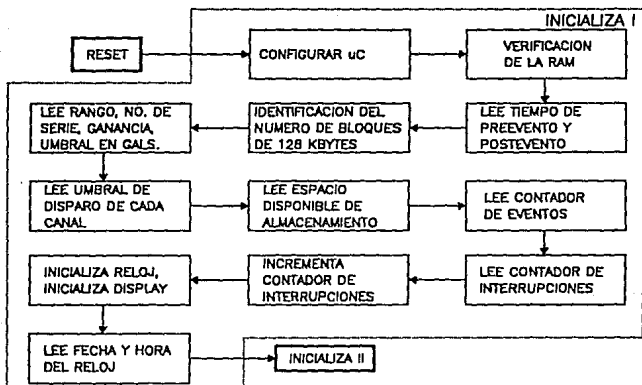 INICIALIZA I
RESET
CONFIGURAR uC
VERIFICACION
DE LA RAM
LEE TIEMPO DE
PREEVENTO Y
POSTEVENTO
IDENTIFICACION DEL
NUMERO DE BLOQUES
DE 128 KBYTES
LEE RANGO, NO. DE
SERIE, GANANCIA,
UMBRAL EN GALS.
LEE UMBRAL DE
DISPARO DE CADA
CANAL
LEE ESPACIO
DISPONIBLE DE
ALMACENAMIENTO
LEE CONTADOR
DE EVENTOS
LEE CONTADOR DE
INTERRUPCIONES
INCREMENTA
CONTADOR DE
INTERRUPCIONES
INICIALIZA RELOJ,
INICIALIZA DISPLAY
LEE FECHA Y HORA
DEL RELOJ
INICIALIZA II